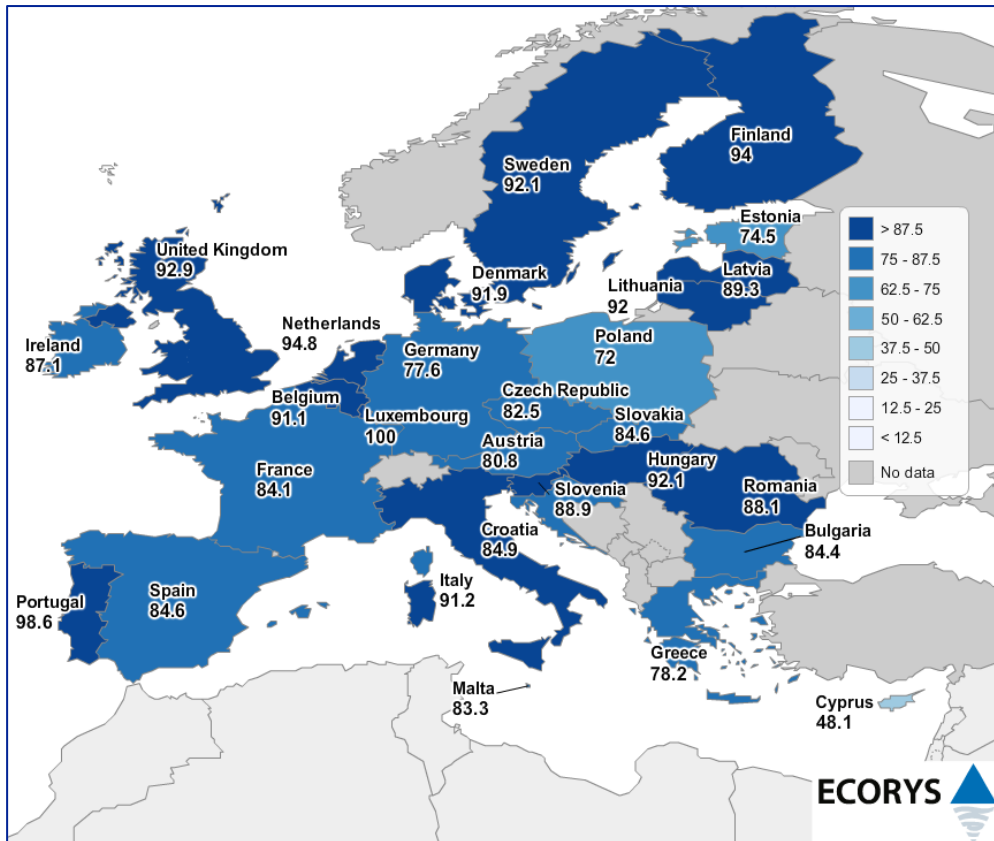 Finland
94
Sweden
92.1
Estonia
74.5
> 87.5
75 - 87.5
62.5 - 75
50 - 62.5
37.5 - 50
25 - 37.5
12.5 - 25
< 12.5
No data
United Kingdom
92.9
Denmark
91.9
Latvia
89.3
Lithuania
92
Netherlands
94.8
Ireland
87.1
Germany
77.6
Poland
72
Belgium
91.1
Czech Republic
82.5
Luxembourg
100
Slovakia
84.6
Austria
80.8
France
84.1
Hungary
92.1
Slovenia
88.9
Romania
88.1
Croatia
84.9
Bulgaria
84.4
Italy
91.2
Spain
84.6
Portugal
98.6
Greece
78.2
Malta
83.3
Cyprus
48.1
ECORYS